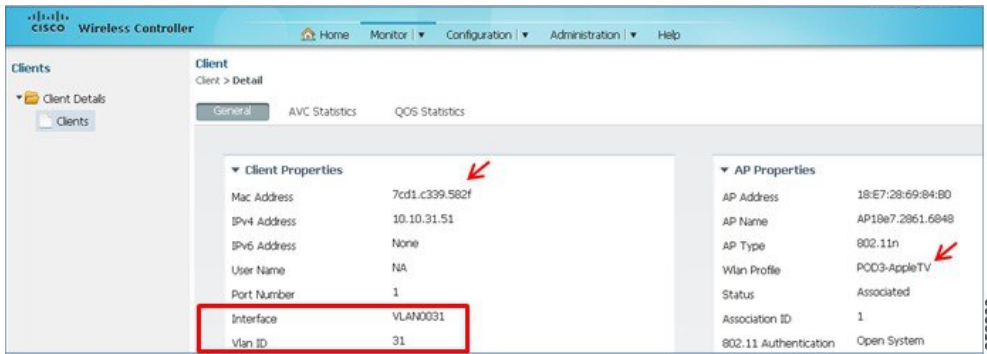 CISCO Wireless Controller
Home Monitor Configuration Administration Help
Clients
Client Details
Clients
Client
Client > Detail
General AVC Statistics QOS Statistics
Client Properties
Mac Address 7cd1.c339.582f
IPv4 Address 10.10.31.51
IPv6 Address None
User Name NA
Port Number 1
Interface VLAN0031
Vlan ID 31
AP Properties
AP Address 18:E7:28:69:84:B0
AP Name AP18e7.2861.6848
AP Type 802.11n
Wlan Profile POD3-AppleTV
Status Associated
Association ID 1
802.11 Authentication Open System